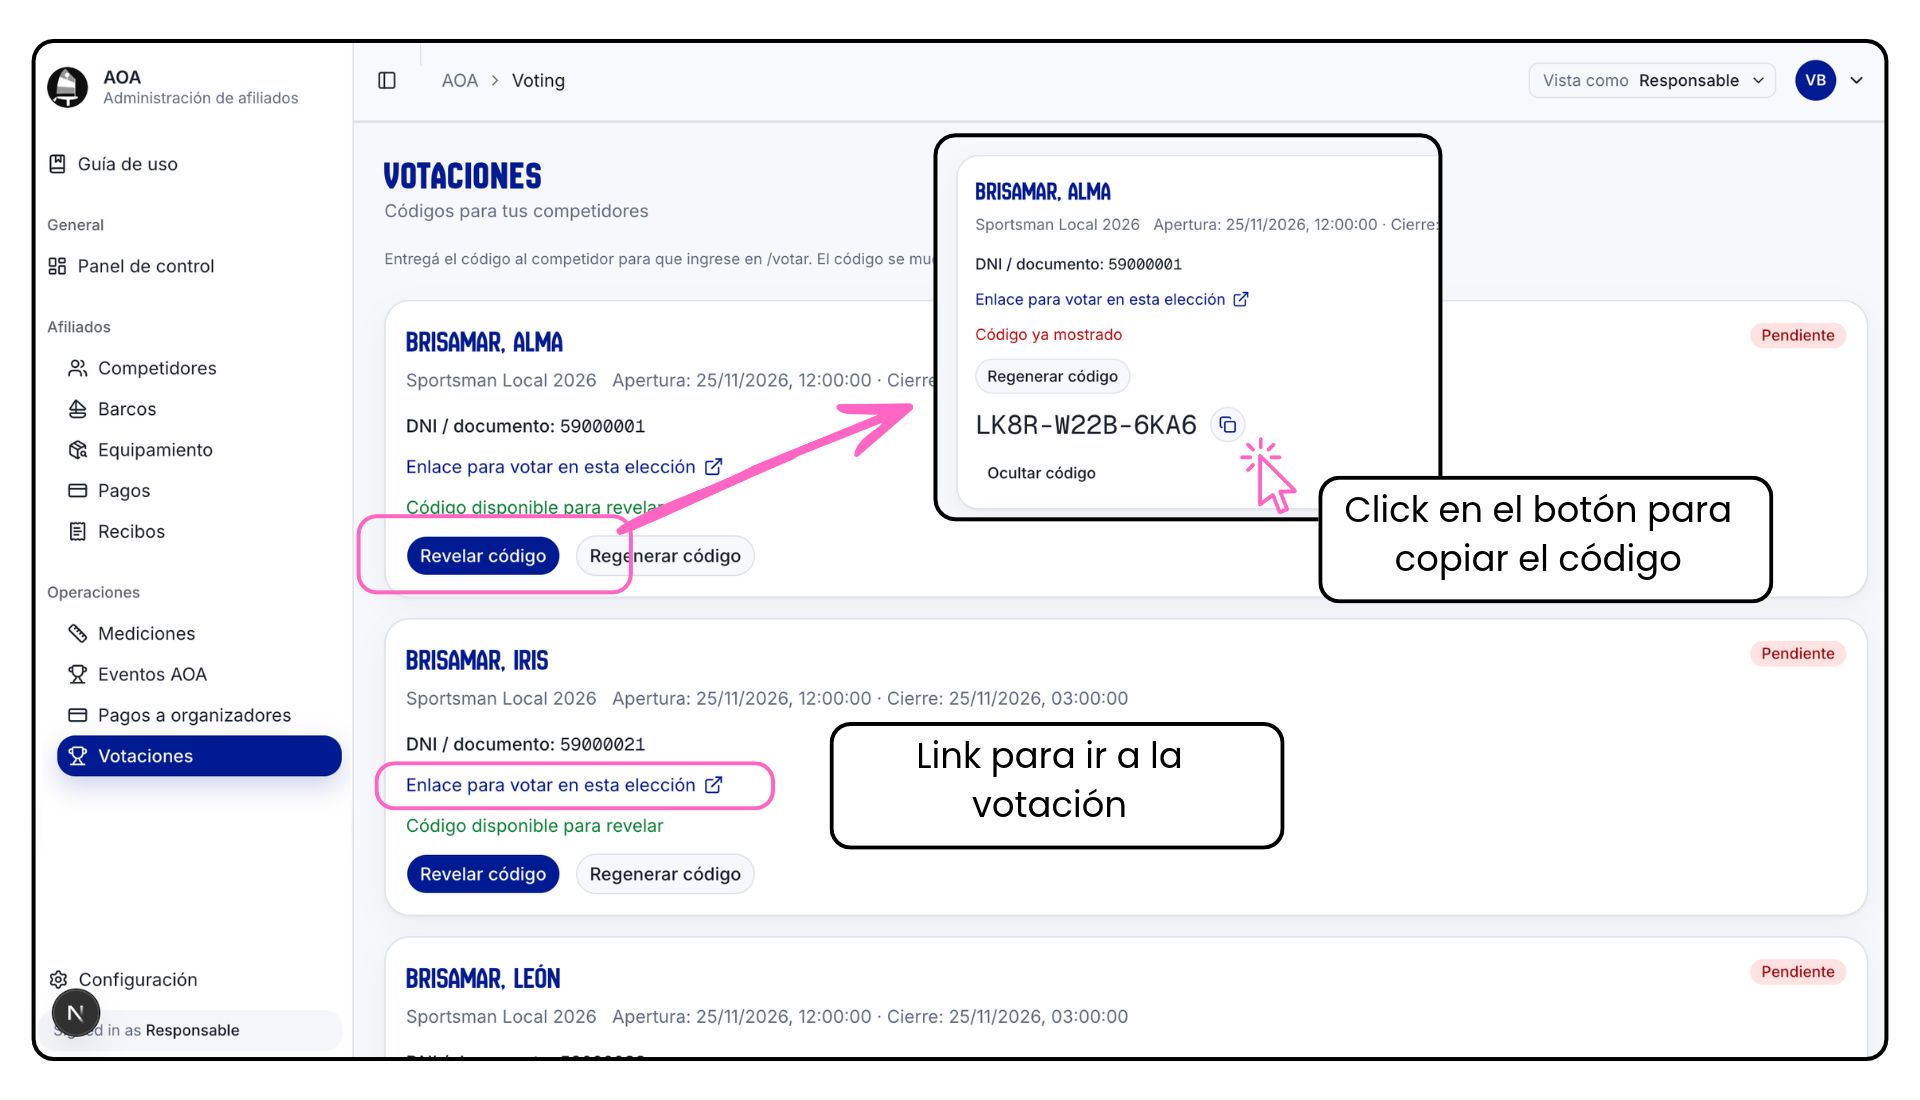 AOA
Administración de afiliados
Guía de uso
General
Panel de control
Afiliados
Competidores
Barcos
Equipamiento
Pagos
Recibos
Operaciones
Mediciones
Eventos AOA
Pagos a organizadores
Votaciones
Configuración
N
in as Responsable
AOA > Voting
Vista como Responsable
VB
VOTACIONES
Códigos para tus competidores
Entregá el código al competidor para que ingrese en /votar. El código se
BRISAMAR, ALMA
Pendiente
Sportsman Local 2026 Apertura: 25/11/2026, 12:00:00 · Cierre
DNI / documento: 59000001
Enlace para votar en esta elección
Código disponible para revelar
Revelar código
Regenerar código
BRISAMAR, ALMA
Sportsman Local 2026 Apertura: 25/11/2026, 12:00:00 · Cierre:
DNI / documento: 59000001
Enlace para votar en esta elección
Código ya mostrado
Regenerar código
LK8R-W22B-6KA6
Ocultar código
Click en el botón para
copiar el código
BRISAMAR, IRIS
Pendiente
Sportsman Local 2026 Apertura: 25/11/2026, 12:00:00 · Cierre: 25/11/2026, 03:00:00
DNI / documento: 59000021
Enlace para votar en esta elección
Código disponible para revelar
Revelar código
Regenerar código
Link para ir a la
votación
BRISAMAR, LEÓN
Pendiente
Sportsman Local 2026 Apertura: 25/11/2026, 12:00:00 · Cierre: 25/11/2026, 03:00:00